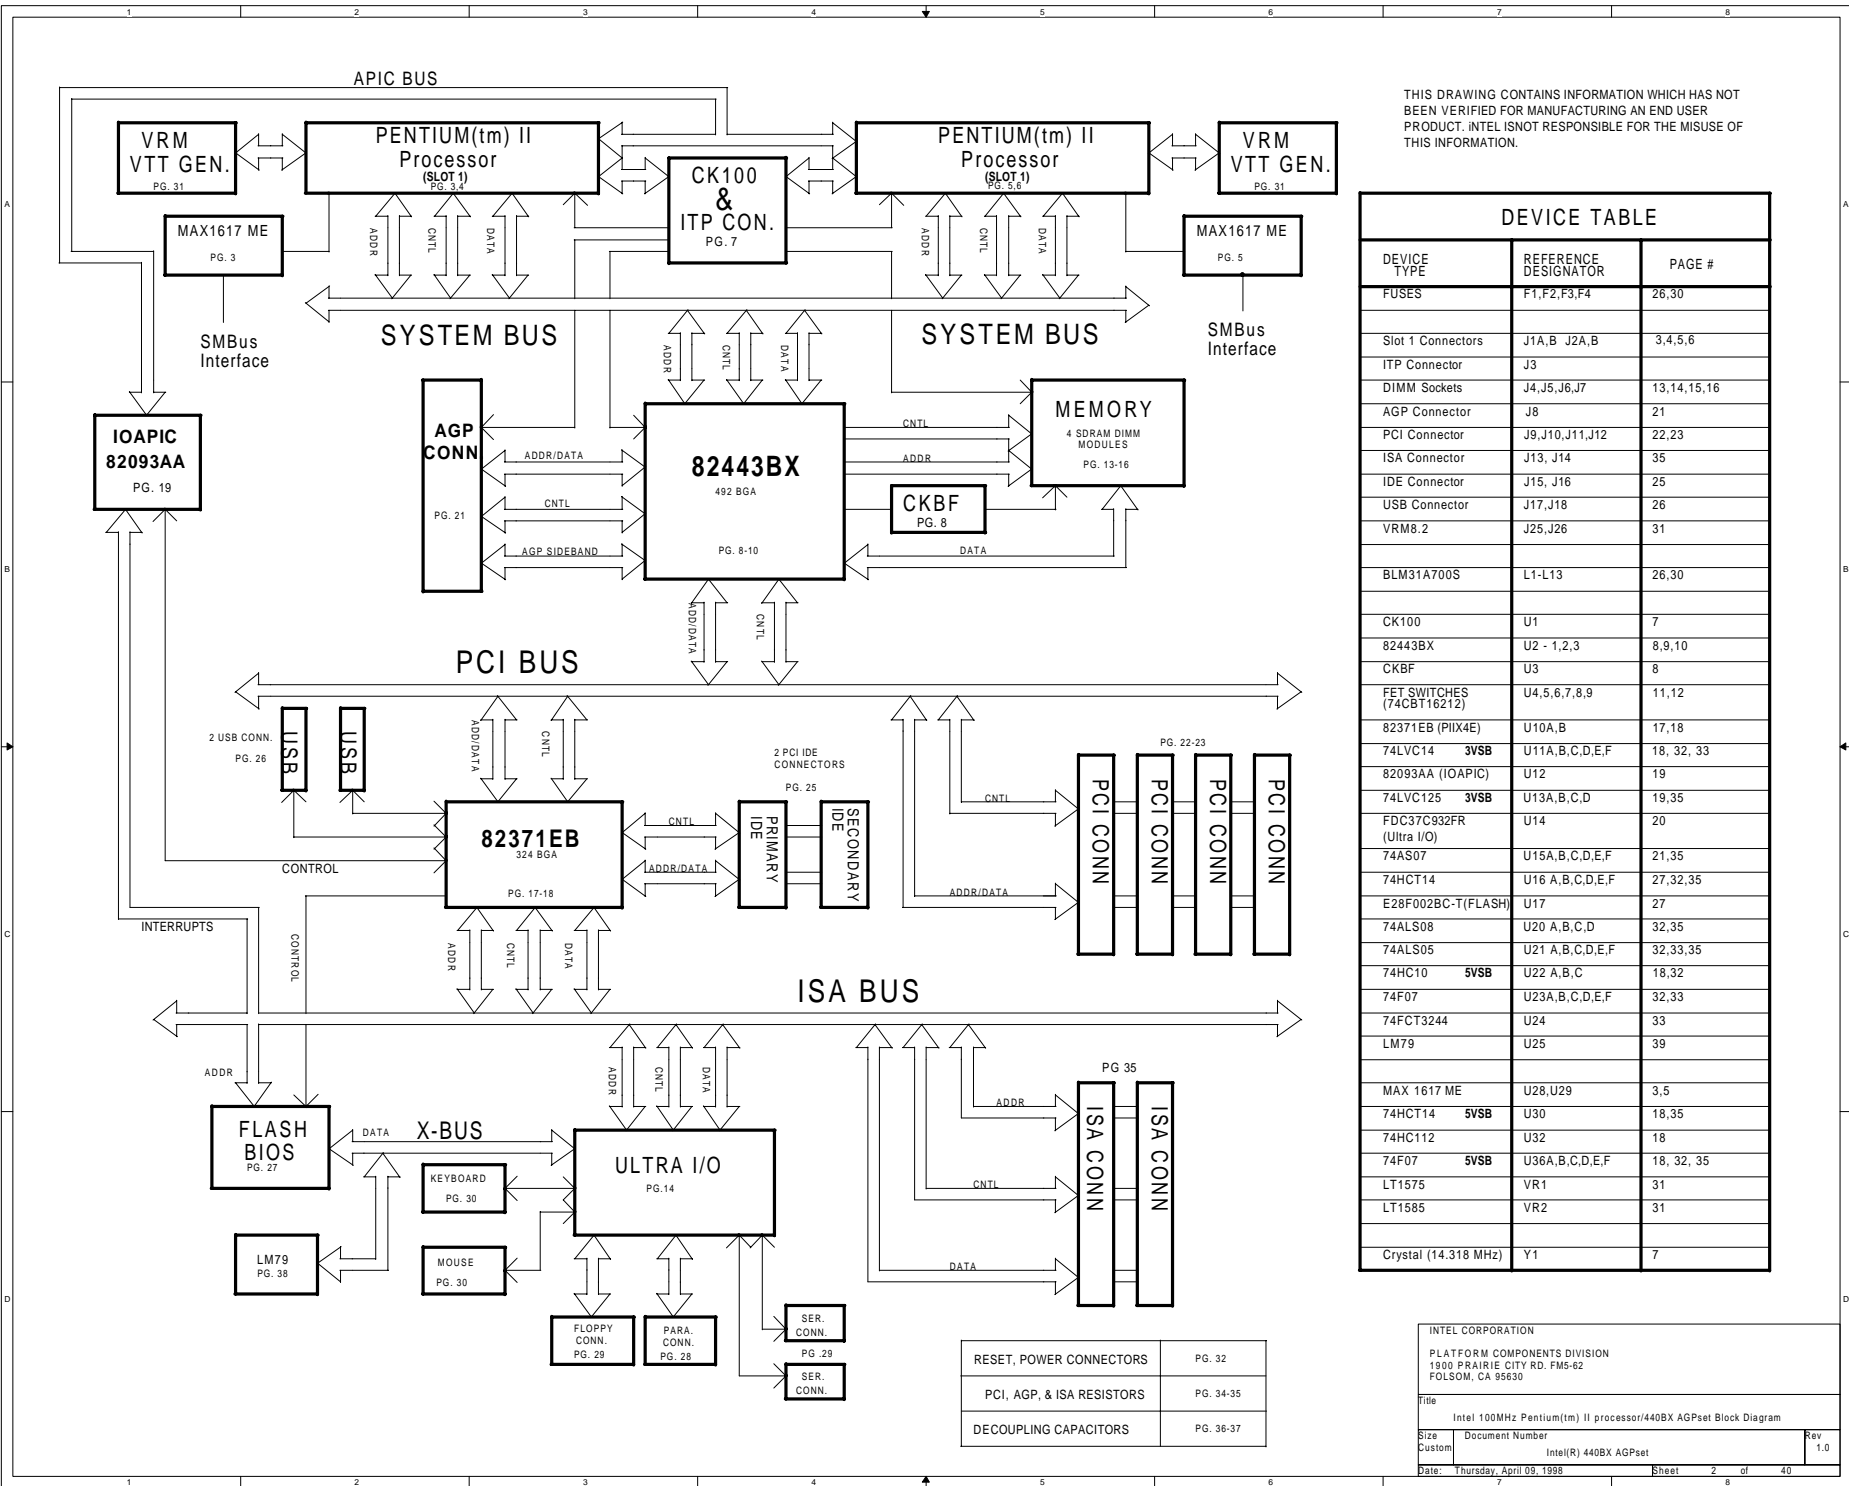 1 2 3 4 5 6 7 8
APIC BUS
THIS DRAWING CONTAINS INFORMATION WHICH HAS NOT
BEEN VERIFIED FOR MANUFACTURING AN END USER
PRODUCT. INTEL ISNOT RESPONSIBLE FOR THE MISUSE OF
THIS INFORMATION.
VRM
VTT GEN.
PG. 31
PENTIUM(tm) II
Processor
(SLOT 1)
PG. 3,4
CK100
&
ITP CON.
PG. 7
PENTIUM(tm) II
Processor
(SLOT 1)
PG. 5,6
VRM
VTT GEN.
PG. 31
A
A
MAX1617 ME
PG. 3
ADDR
CNTL
DATA
ADDR
CNTL
DATA
MAX1617 ME
PG. 5
SMBus
Interface
SYSTEM BUS
SYSTEM BUS
SMBus
Interface
ADDR
CNTL
DATA
IOAPIC
82093AA
PG. 19
AGP
CONN
PG. 21
ADDR/DATA
CNTL
AGP SIDEBAND
82443BX
492 BGA
PG. 8-10
CNTL
ADDR
CKBF
PG. 8
DATA
MEMORY
4 SDRAM DIMM
MODULES
PG. 13-16
B
B
ADD/DATA
CNTL
PCI BUS
2 USB CONN.
PG. 26
USB
USB
ADD/DATA
CNTL
2 PCI IDE
CONNECTORS
PG. 25
PG. 22-23
82371EB
324 BGA
PG. 17-18
CNTL
ADDR/DATA
PRIMARY
IDE
SECONDARY
IDE
CNTL
ADDR/DATA
PCI CONN
PCI CONN
PCI CONN
PCI CONN
CONTROL
INTERRUPTS
CONTROL
C
C
ADDR
CNTL
DATA
ISA BUS
ADDR
ADDR
CNTL
DATA
PG 35
ADDR
CNTL
DATA
ISA CONN
ISA CONN
FLASH
BIOS
PG. 27
DATA
X-BUS
ULTRA I/O
PG.14
KEYBOARD
PG. 30
LM79
PG. 38
MOUSE
PG. 30
D
D
FLOPPY
CONN.
PG. 29
PARA.
CONN.
PG. 28
SER.
CONN.
PG .29
SER.
CONN.
RESET, POWER CONNECTORS PG. 32
PCI, AGP, & ISA RESISTORS PG. 34-35
DECOUPLING CAPACITORS PG. 36-37
DEVICE TABLE
DEVICE
TYPE
REFERENCE
DESIGNATOR
PAGE #
FUSES F1,F2,F3,F4 26,30
Slot 1 Connectors J1A,B J2A,B 3,4,5,6
ITP Connector J3
DIMM Sockets J4,J5,J6,J7 13,14,15,16
AGP Connector J8 21
PCI Connector J9,J10,J11,J12 22,23
ISA Connector J13, J14 35
IDE Connector J15, J16 25
USB Connector J17,J18 26
VRM8.2 J25,J26 31
BLM31A700S L1-L13 26,30
CK100 U1 7
82443BX U2 - 1,2,3 8,9,10
CKBF U3 8
FET SWITCHES U4,5,6,7,8,9 11,12
(74CBT16212)
82371EB (PIIX4E) U10A,B 17,18
74LVC14 3VSB U11A,B,C,D,E,F 18, 32, 33
82093AA (IOAPIC) U12 19
74LVC125 3VSB U13A,B,C,D 19,35
FDC37C932FR U14 20
(Ultra I/O)
74AS07 U15A,B,C,D,E,F 21,35
74HCT14 U16 A,B,C,D,E,F 27,32,35
E28F002BC-T(FLASH) U17 27
74ALS08 U20 A,B,C,D 32,35
74ALS05 U21 A,B,C,D,E,F 32,33,35
74HC10 5VSB U22 A,B,C 18,32
74F07 U23A,B,C,D,E,F 32,33
74FCT3244 U24 33
LM79 U25 39
MAX 1617 ME U28,U29 3,5
74HCT14 5VSB U30 18,35
74HC112 U32 18
74F07 5VSB U36A,B,C,D,E,F 18, 32, 35
LT1575 VR1 31
LT1585 VR2 31
Crystal (14.318 MHz) Y1 7
INTEL CORPORATION
PLATFORM COMPONENTS DIVISION
1900 PRAIRIE CITY RD. FM5-62
FOLSOM, CA 95630
Title
Intel 100MHz Pentium(tm) II processor/440BX AGPset Block Diagram
Size Document Number Rev
Custom Intel(R) 440BX AGPset 1.0
Date: Thursday, April 09, 1998 Sheet 2 of 40
1 2 3 4 5 6 7 8